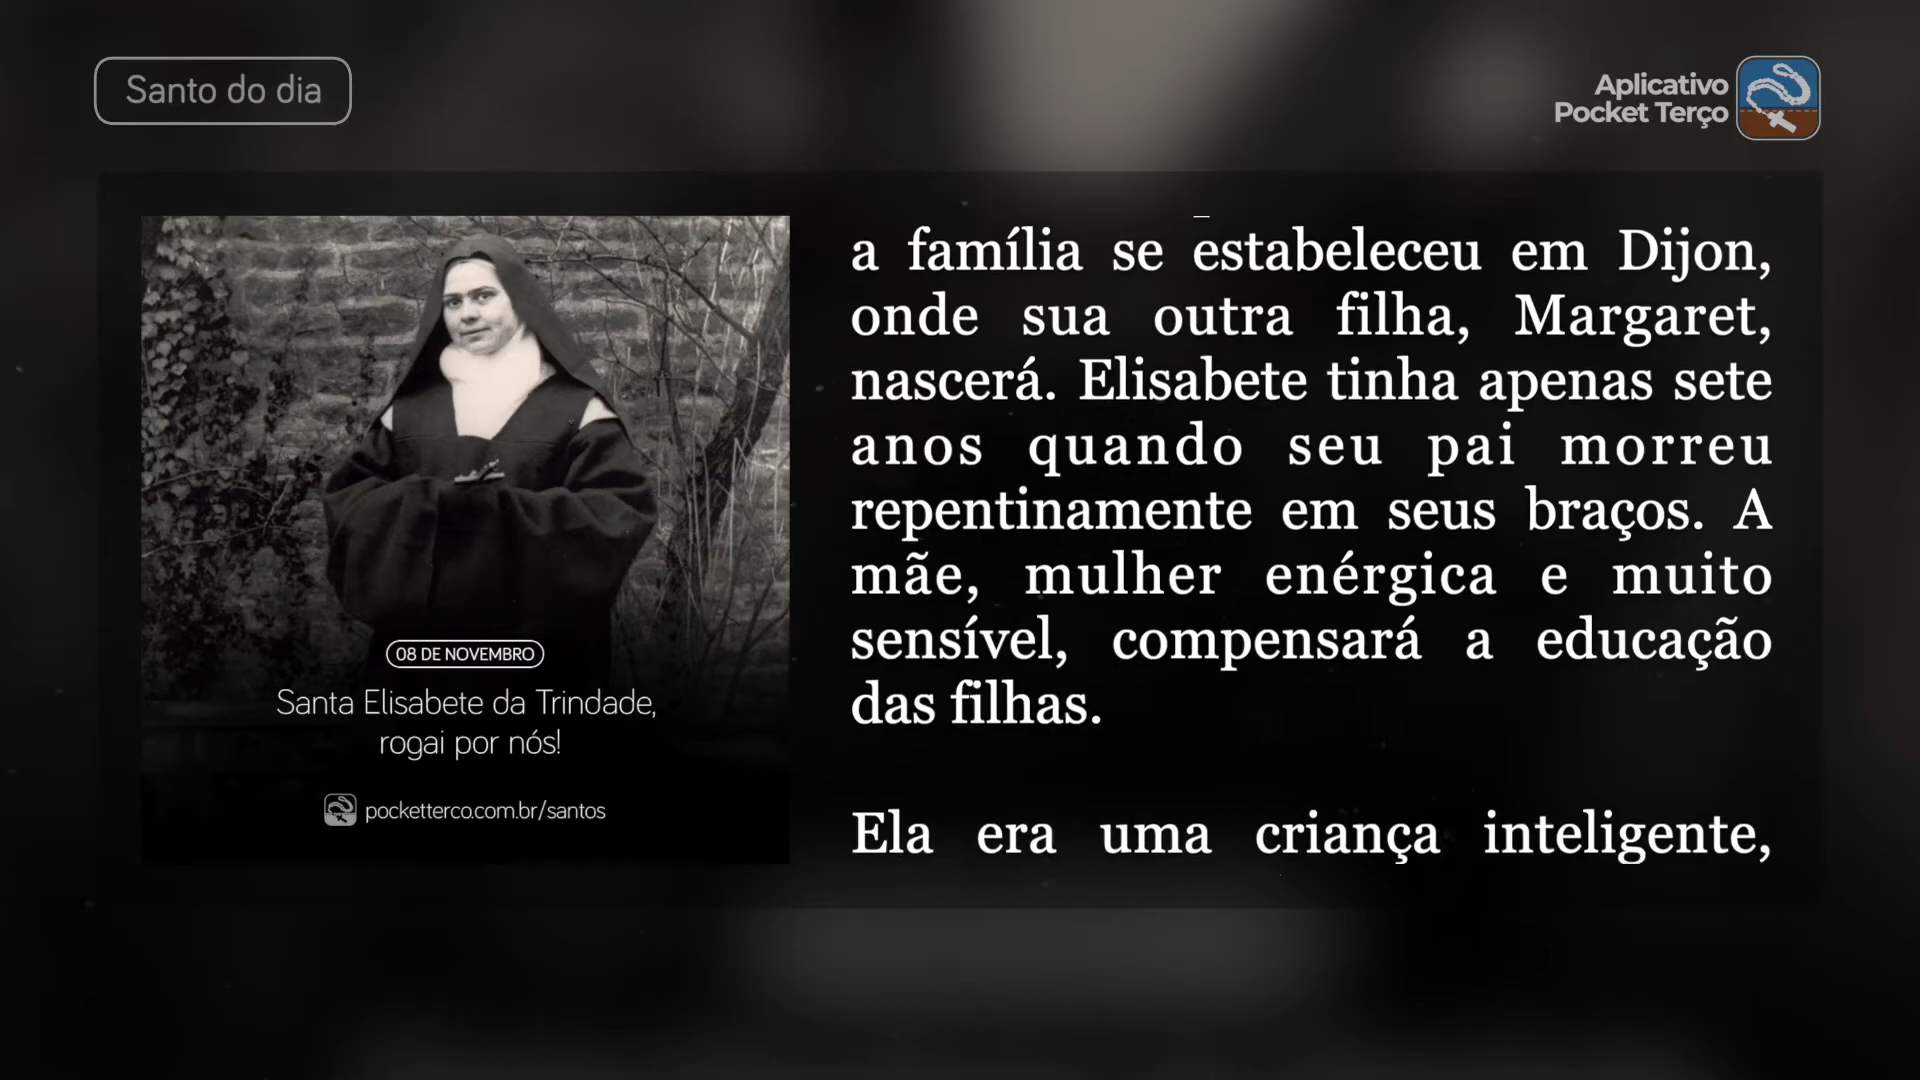 Santo do dia
Aplicativo
Pocket Terço
08 DE NOVEMBRO
Santa Elisabete da Trindade,
rogai por nós!
pocketterco.com.br/santos
a família se estabeleceu em Dijon,
onde sua outra filha, Margaret,
nascerá. Elisabete tinha apenas sete
anos quando seu pai morreu
repentinamente em seus braços. A
mãe, mulher enérgica e muito
sensível, compensará a educação
das filhas.
Ela era uma criança inteligente,